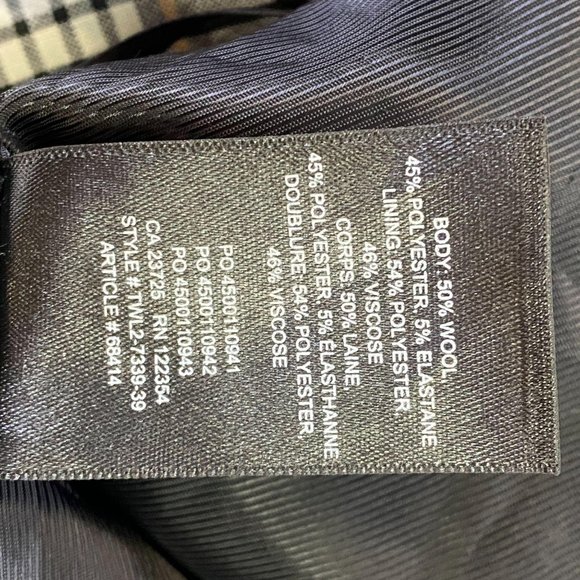 BODY: 50% WOOL,
45% POLYESTER, 5% ELASTANE
LINING: 54% POLYESTER,
46% VISCOSE
CORPS: 50% LAINE,
45% POLYESTER, 5% ELASTHANNE
DOUBLURE: 54% POLYESTER,
46% VISCOSE
PO 4500110941
PO 4500110942
PO 4500110943
CA 23725 RN 122354
STYLE # TWL2-7339-39
ARTICLE # 68414